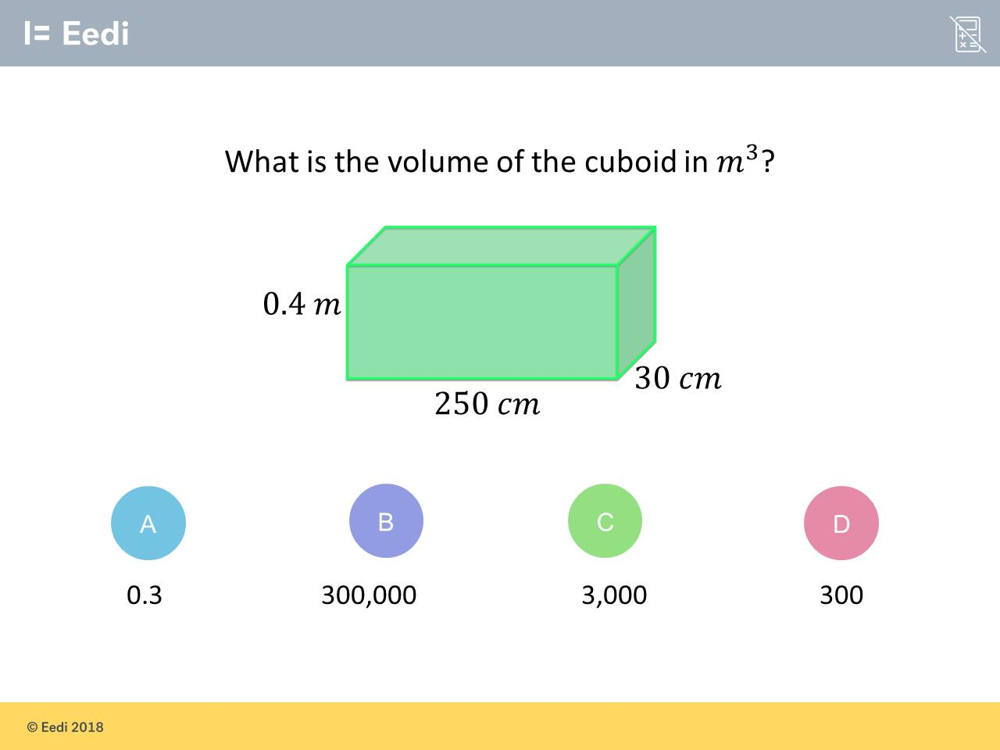 Eedi
What is the volume of the cuboid in m³?
0.4 m
30 cm
250 cm
A
B
C
D
0.3
300,000
3,000
300
© Eedi 2018